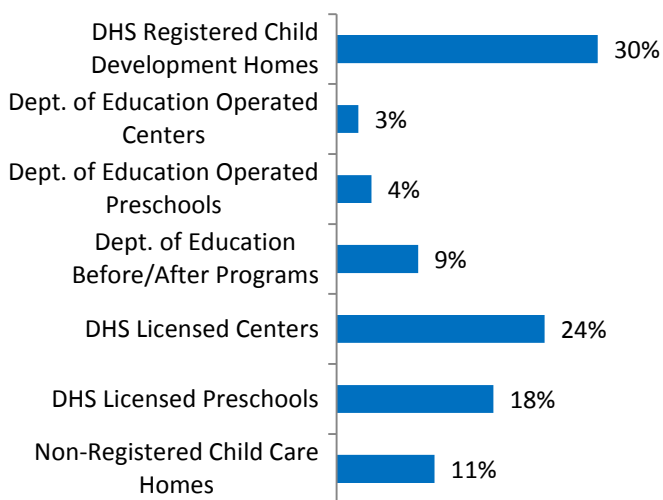 DHS Registered Child
Development Homes
30%
Dept. of Education Operated
Centers
3%
Dept. of Education Operated
Preschools
4%
Dept. of Education
Before/After Programs
9%
DHS Licensed Centers
24%
DHS Licensed Preschools
18%
Non-Registered Child Care
Homes
11%